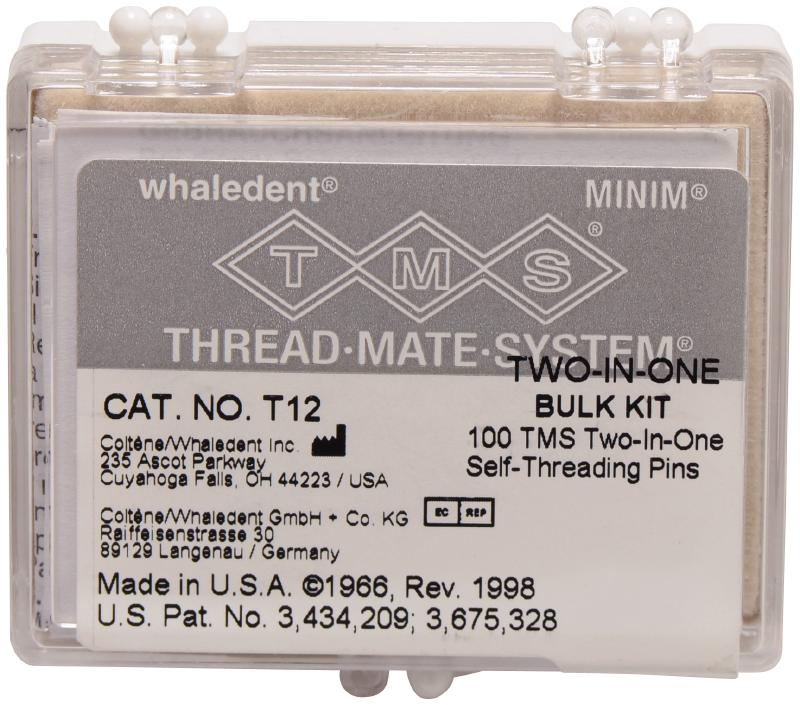 whaledent® MINIM®
TMS®
THREAD·MATE·SYSTEM®
TWO-IN-ONE
BULK KIT
100 TMS Two-In-One
Self-Threading Pins
CAT. NO. T12
Coltène/Whaledent Inc.
235 Ascot Parkway
Cuyahoga Falls, OH 44223 / USA
Coltène/Whaledent GmbH + Co. KG EC REP
Raiffeisenstrasse 30
89129 Langenau / Germany
Made in U.S.A. ©1966, Rev. 1998
U.S. Pat. No. 3,434,209; 3,675,328